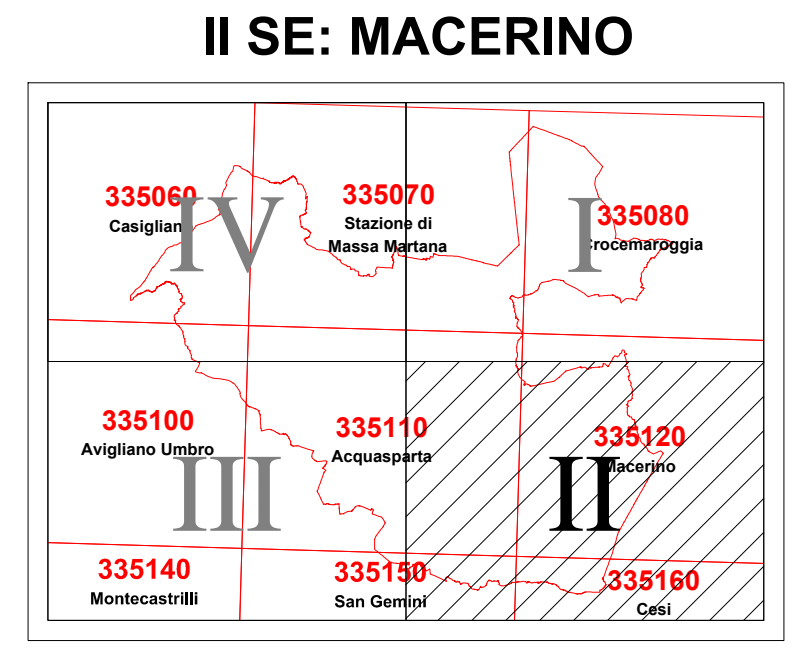 II SE: MACERINO
335060
Casiglian
IV
335070
Stazione di
Massa Martana
I
335080
Crocemaroggia
335100
Avigliano Umbro
III
335110
Acquasparta
335120
Macerino
II
335140
Montecastrilli
335150
San Gemini
335160
Cesi